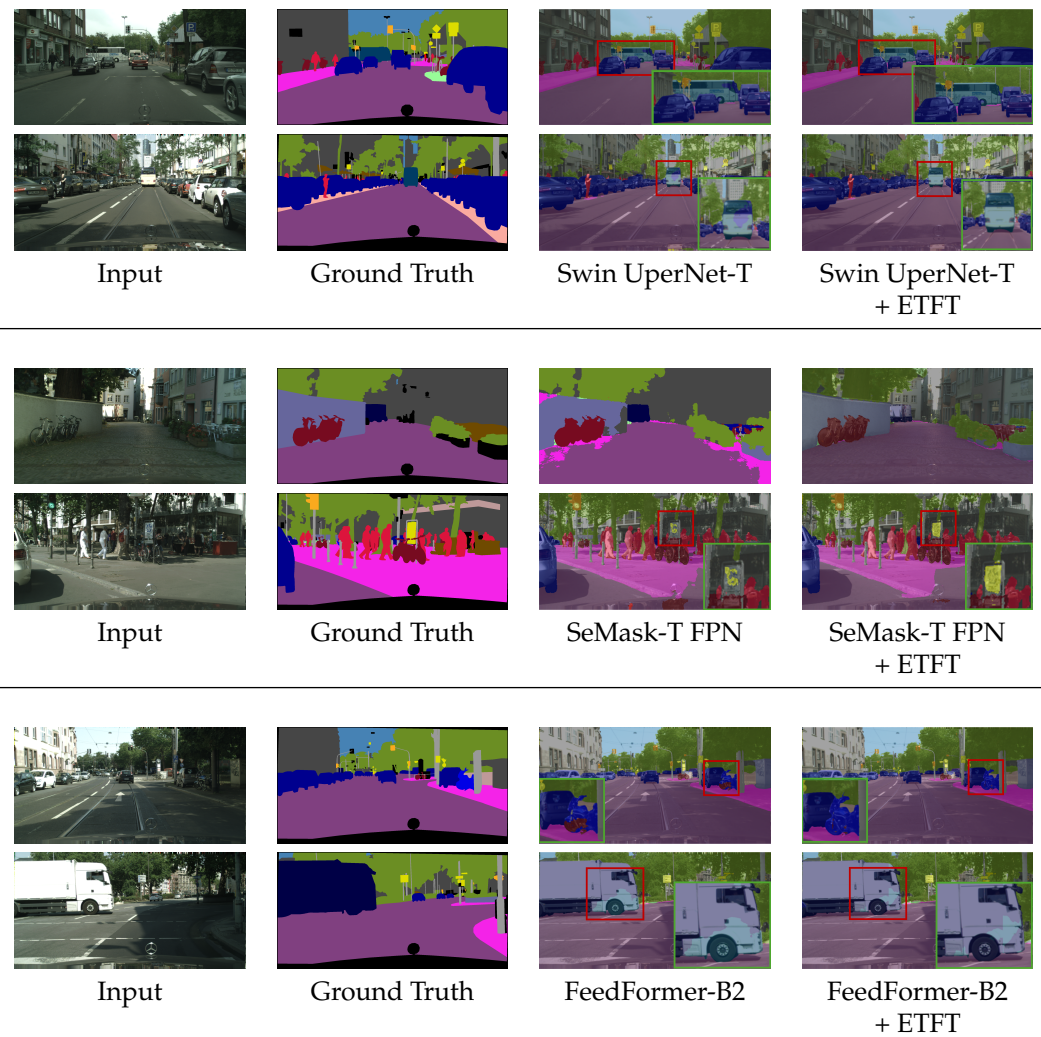 Input
Ground Truth
Swin UperNet-T
Swin UperNet-T
+ ETFT
Input
Ground Truth
SeMask-T FPN
SeMask-T FPN
+ ETFT
Input
Ground Truth
FeedFormer-B2
FeedFormer-B2
+ ETFT